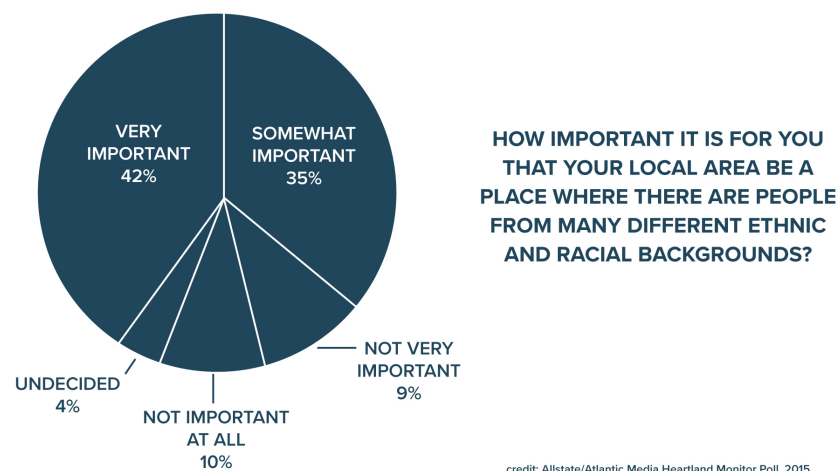 VERY
IMPORTANT
42%
SOMEWHAT
IMPORTANT
35%
HOW IMPORTANT IT IS FOR YOU
THAT YOUR LOCAL AREA BE A
PLACE WHERE THERE ARE PEOPLE
FROM MANY DIFFERENT ETHNIC
AND RACIAL BACKGROUNDS?
NOT VERY
IMPORTANT
9%
UNDECIDED
4%
NOT IMPORTANT
AT ALL
10%
credit: Allstate/Atlantic Media Heartland Monitor Poll, 2015